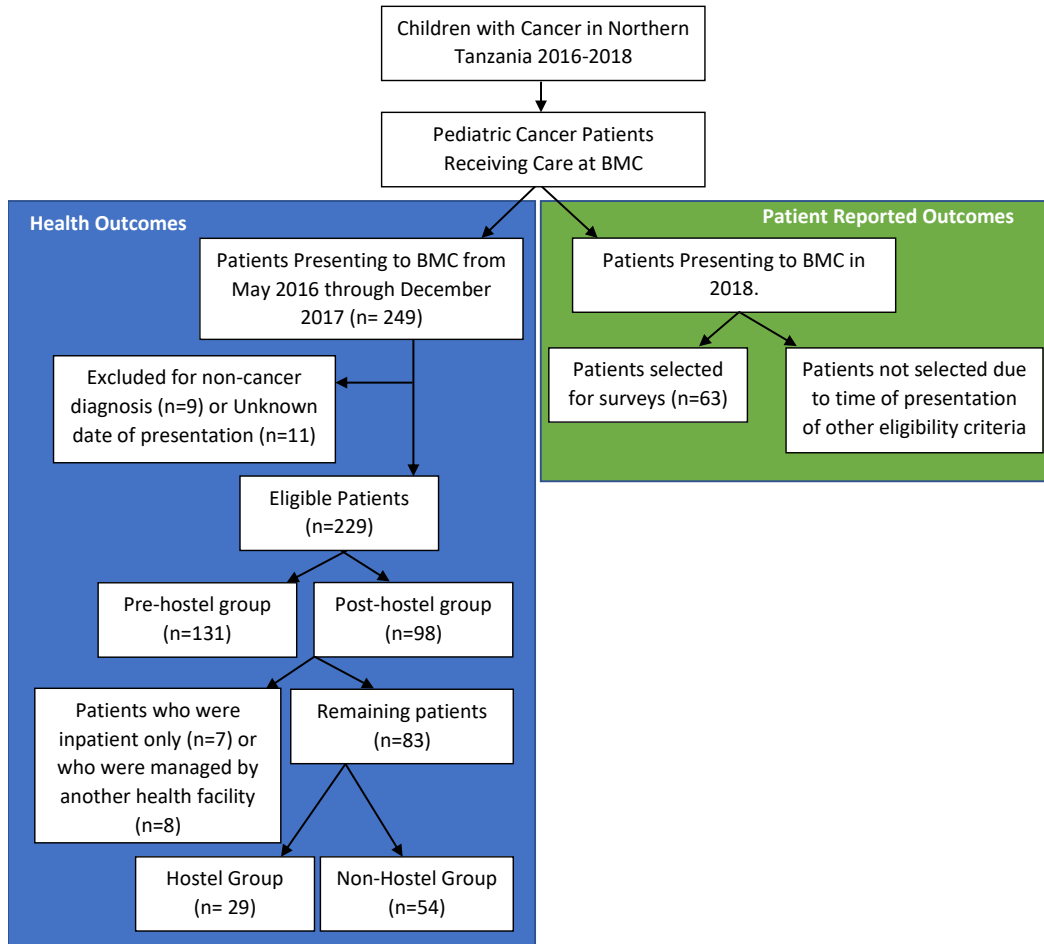 Children with Cancer in Northern
Tanzania 2016-2018
Pediatric Cancer Patients
Receiving Care at BMC
Health Outcomes
Patients Presenting to BMC from
May 2016 through December
2017 (n= 249)
Excluded for non-cancer
diagnosis (n=9) or Unknown
date of presentation (n=11)
Eligible Patients
(n=229)
Pre-hostel group
(n=131)
Post-hostel group
(n=98)
Patients who were
inpatient only (n=7) or
who were managed by
another health facility
(n=8)
Remaining patients
(n=83)
Hostel Group
(n= 29)
Non-Hostel Group
(n=54)
Patient Reported Outcomes
Patients Presenting to BMC in
2018.
Patients selected
for surveys (n=63)
Patients not selected due
to time of presentation
of other eligibility criteria